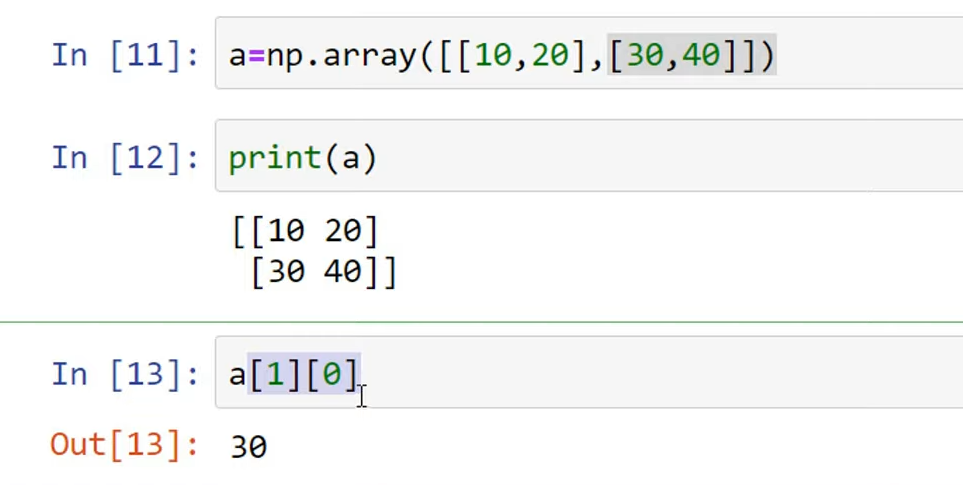 In [11]: a=np.array([[10,20],[30,40]])
In [12]: print(a)
[[10 20]
 [30 40]]
In [13]: a[1][0]
Out[13]: 30